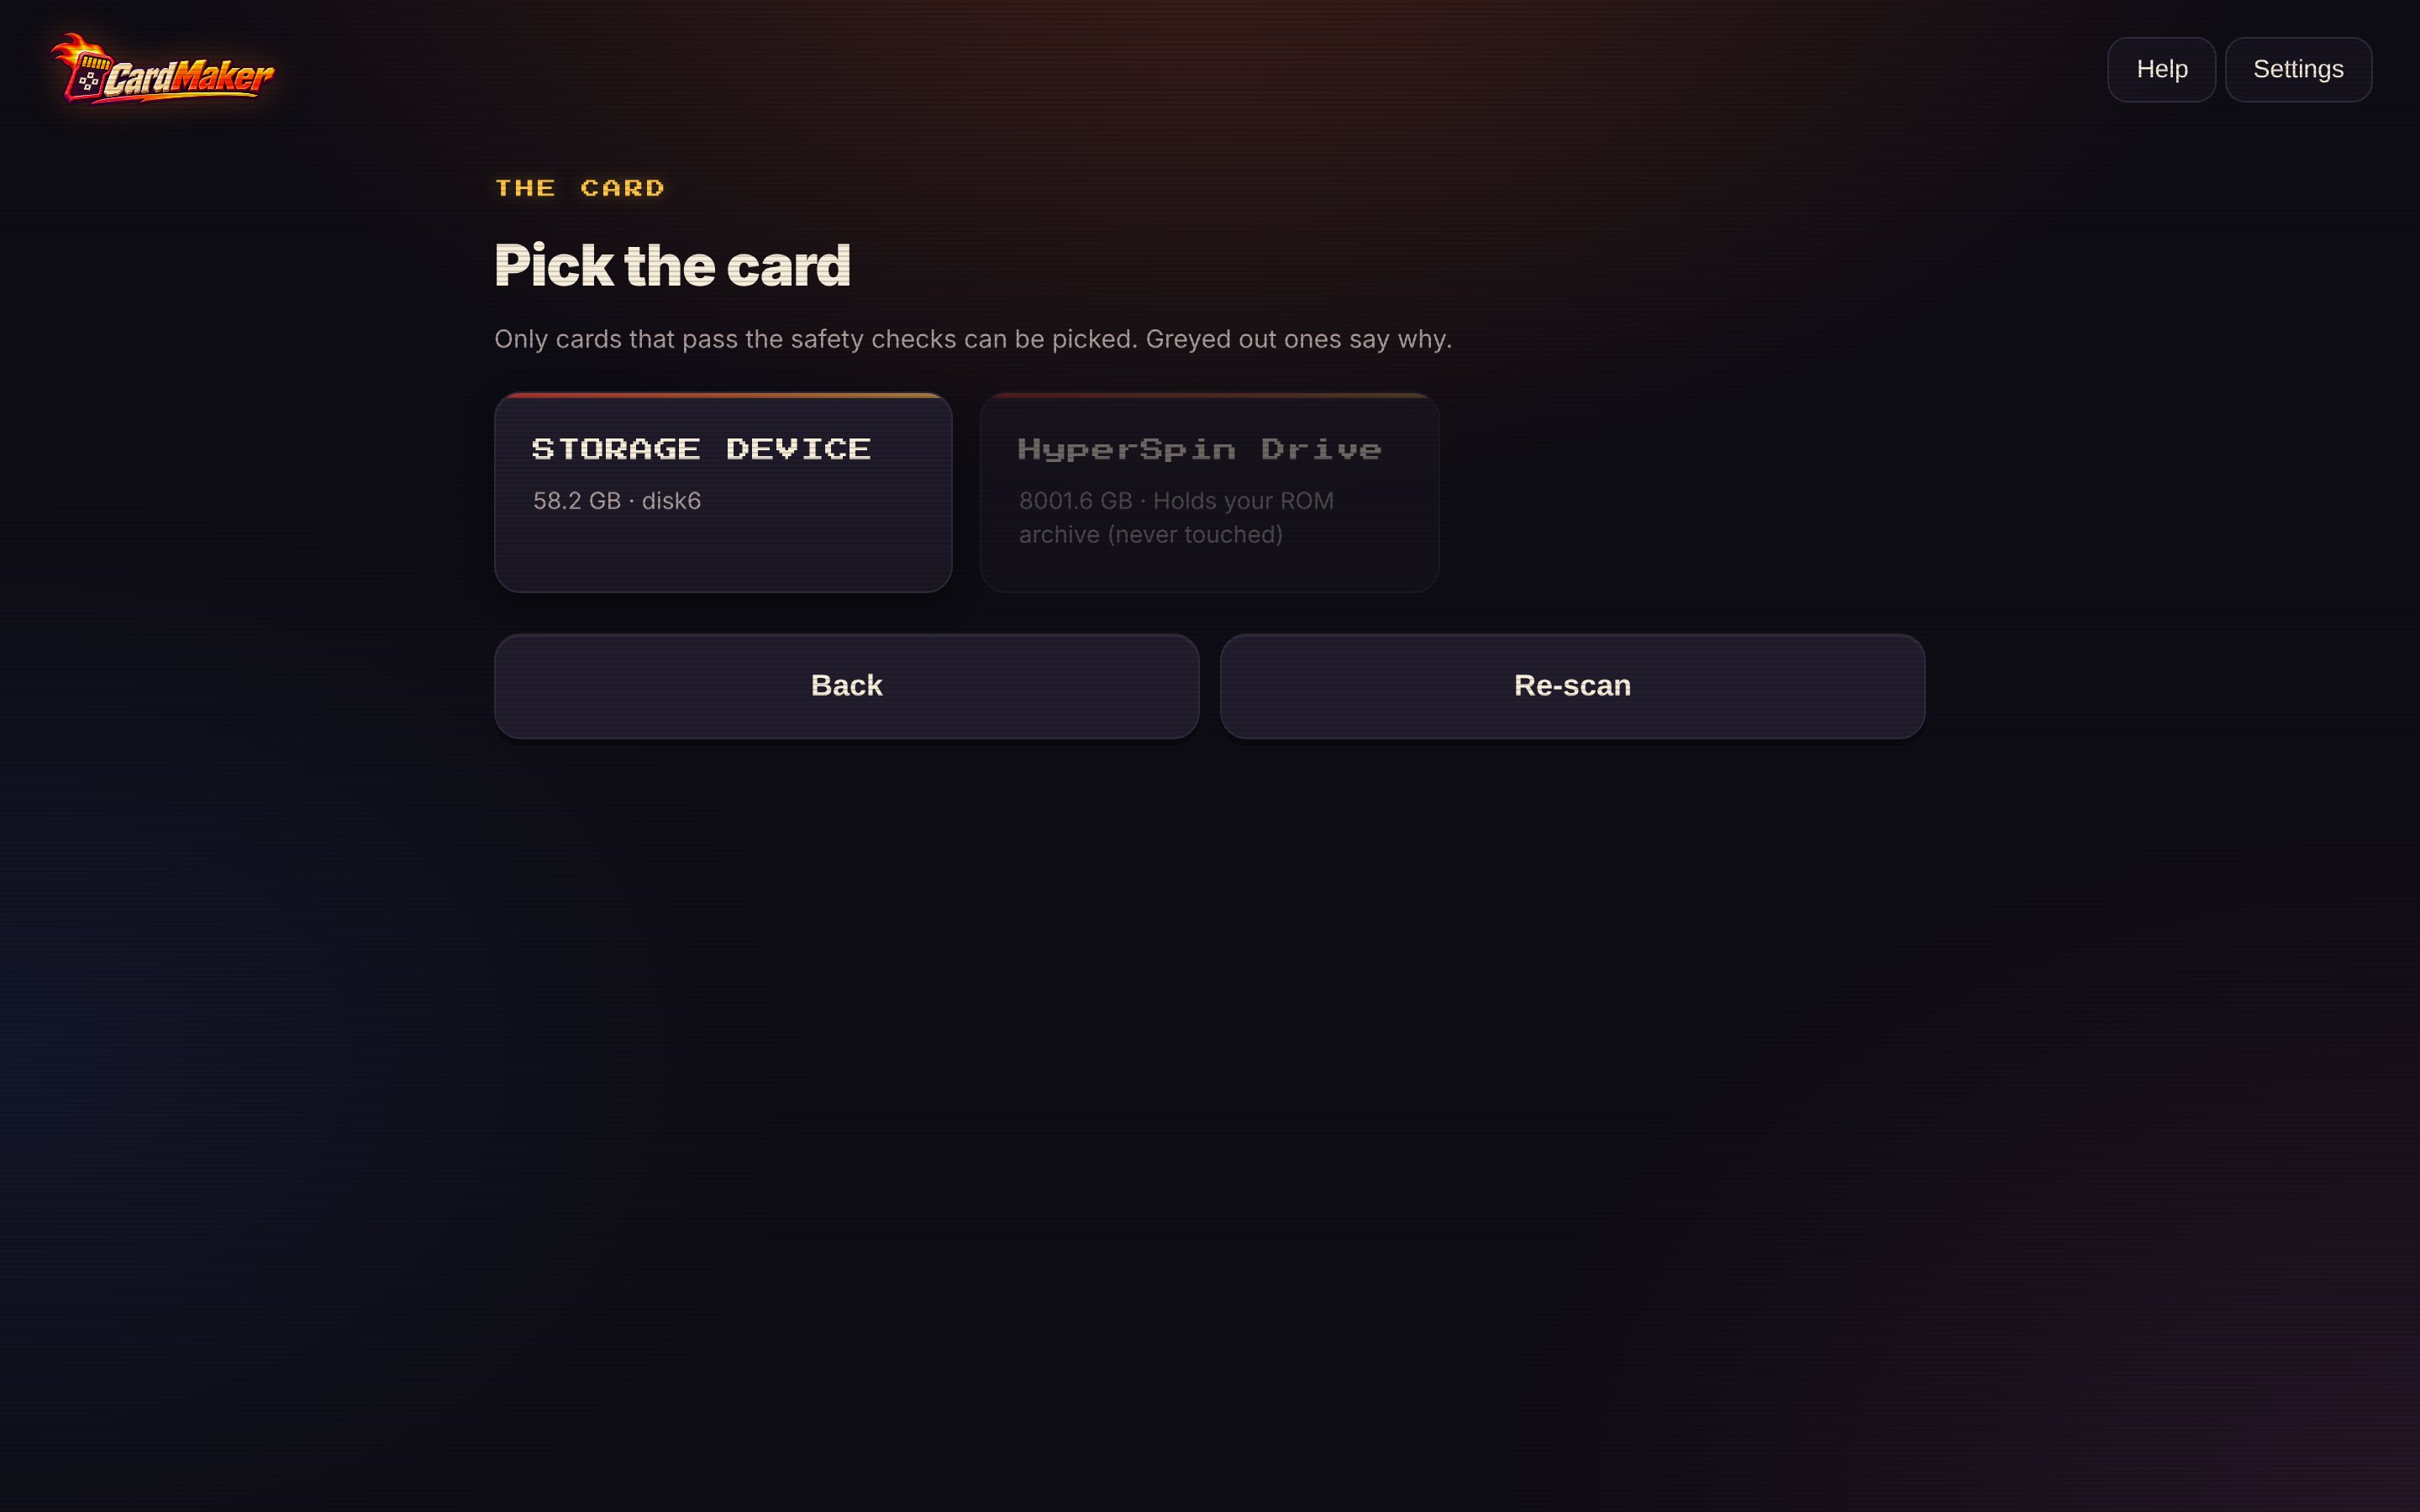 CardMaker
Help
Settings
THE CARD
Pick the card
Only cards that pass the safety checks can be picked. Greyed out ones say why.
STORAGE DEVICE
58.2 GB · disk6
HyperSpin Drive
8001.6 GB · Holds your ROM
archive (never touched)
Back
Re-scan